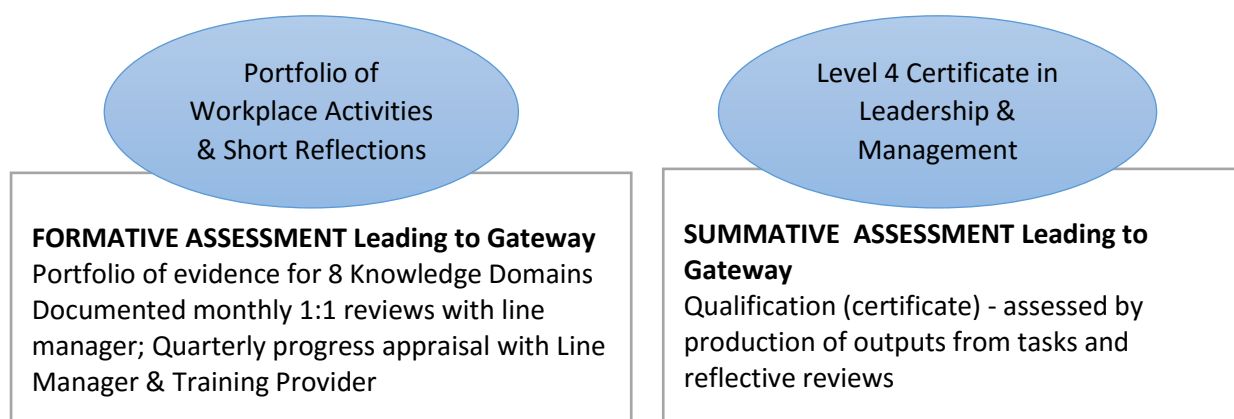 Portfolio of
Workplace Activities
& Short Reflections
FORMATIVE ASSESSMENT Leading to Gateway
Portfolio of evidence for 8 Knowledge Domains
Documented monthly 1:1 reviews with line
manager; Quarterly progress appraisal with Line
Manager & Training Provider
Level 4 Certificate in
Leadership &
Management
SUMMATIVE  ASSESSMENT Leading to
Gateway
Qualification (certificate) - assessed by
production of outputs from tasks and
reflective reviews